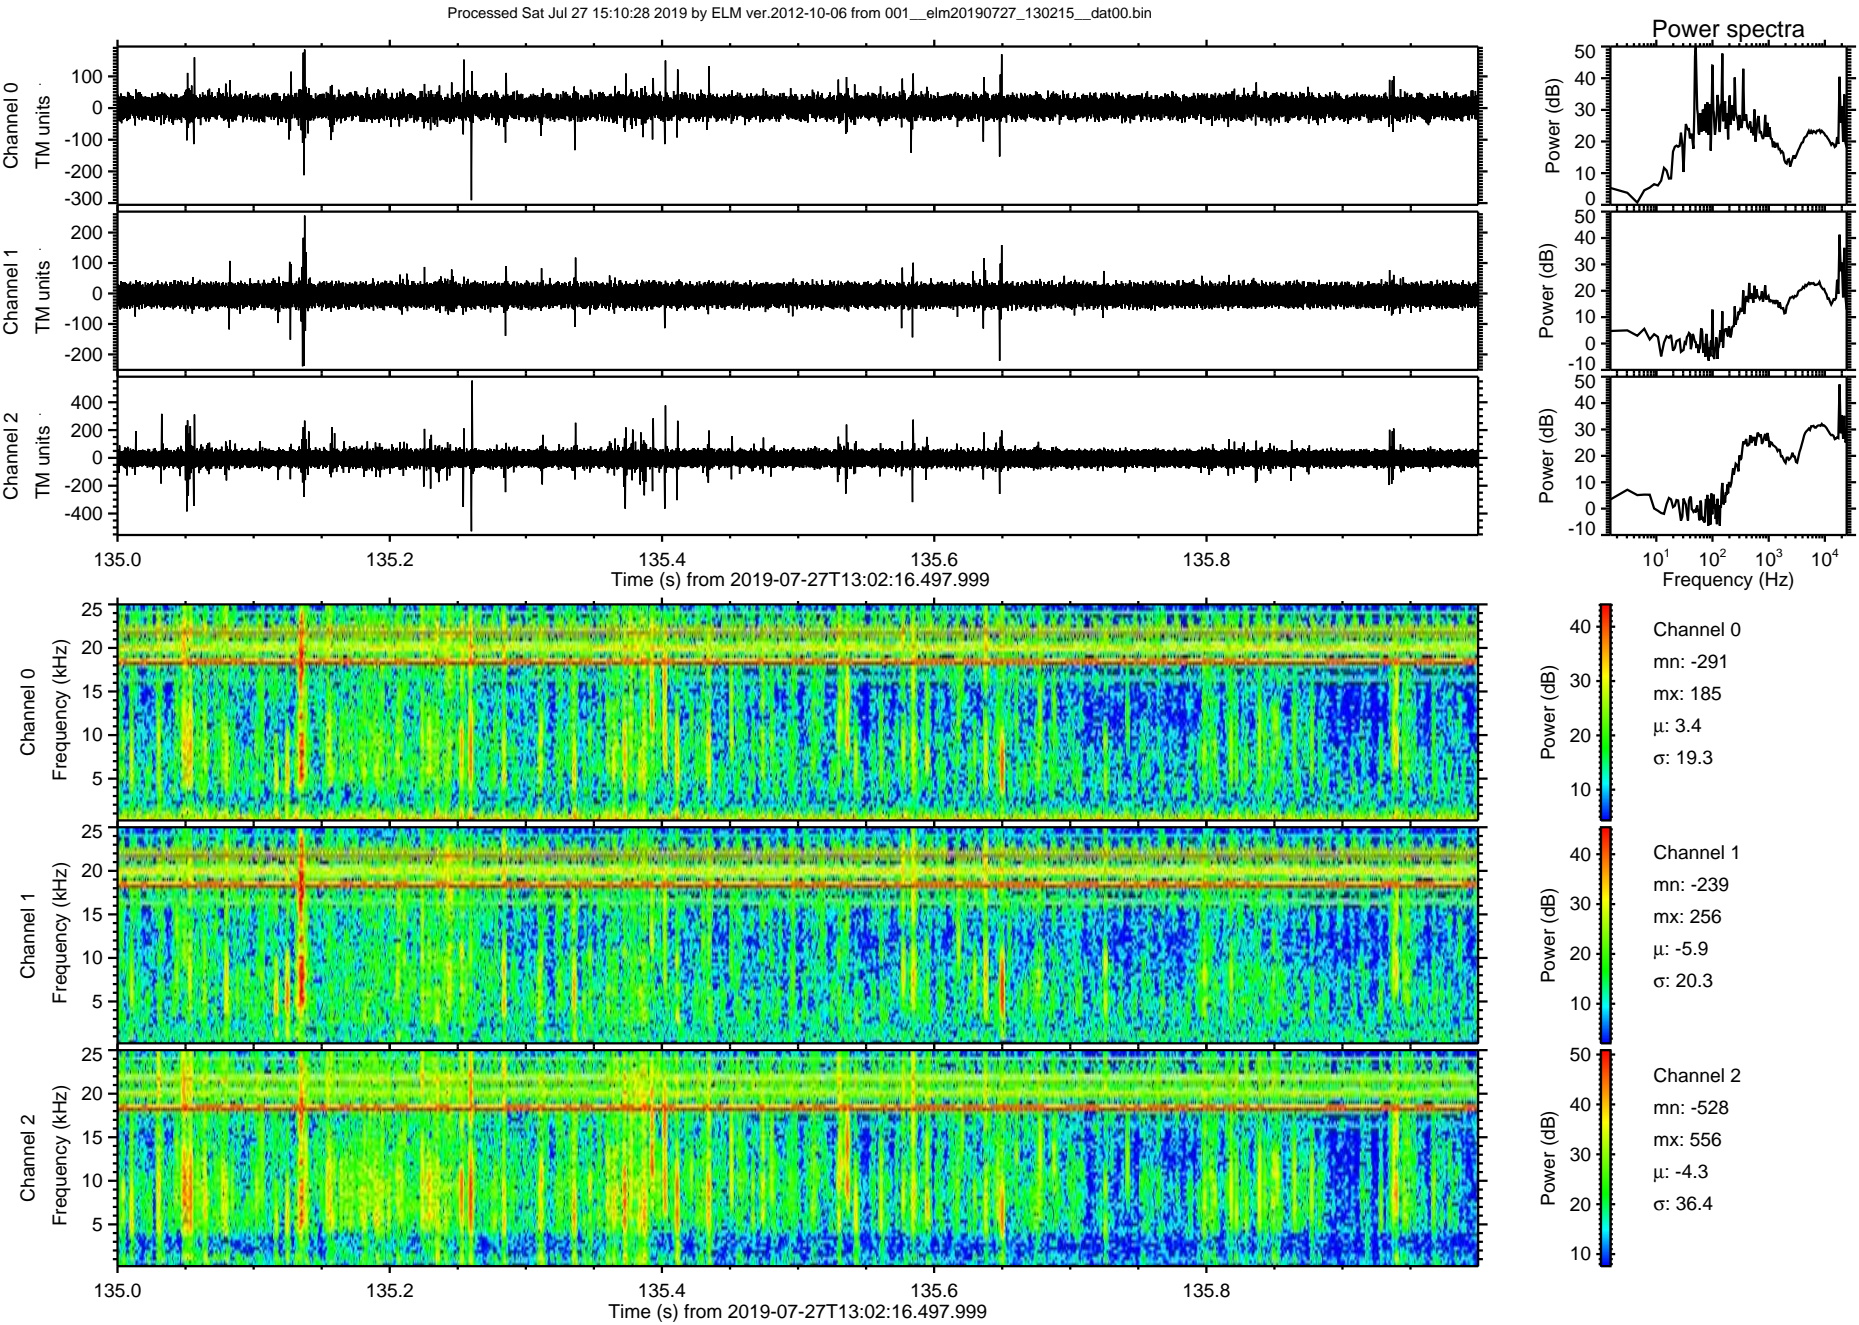 Processed Sat Jul 27 15:10:28 2019 by ELM ver.2012-10-06 from 001__elm20190727_130215__dat00.bin
Power spectra
Channel 0
TM units
100
0
-100
-200
-300
Power (dB)
50
40
30
20
10
0
Channel 1
TM units
200
100
0
-100
-200
Power (dB)
50
40
30
20
10
0
-10
Channel 2
TM units
400
200
0
-200
-400
Power (dB)
50
40
30
20
10
0
-10
135.0 135.2 135.4 135.6 135.8
Time (s) from 2019-07-27T13:02:16.497.999
10^1 10^2 10^3 10^4
Frequency (Hz)
Channel 0
Frequency (kHz)
25
20
15
10
5
Power (dB)
40
30
20
10
Channel 0
mn: -291
mx: 185
μ: 3.4
σ: 19.3
Channel 1
Frequency (kHz)
25
20
15
10
5
Power (dB)
40
30
20
10
Channel 1
mn: -239
mx: 256
μ: -5.9
σ: 20.3
Channel 2
Frequency (kHz)
25
20
15
10
5
Power (dB)
50
40
30
20
10
Channel 2
mn: -528
mx: 556
μ: -4.3
σ: 36.4
135.0 135.2 135.4 135.6 135.8
Time (s) from 2019-07-27T13:02:16.497.999